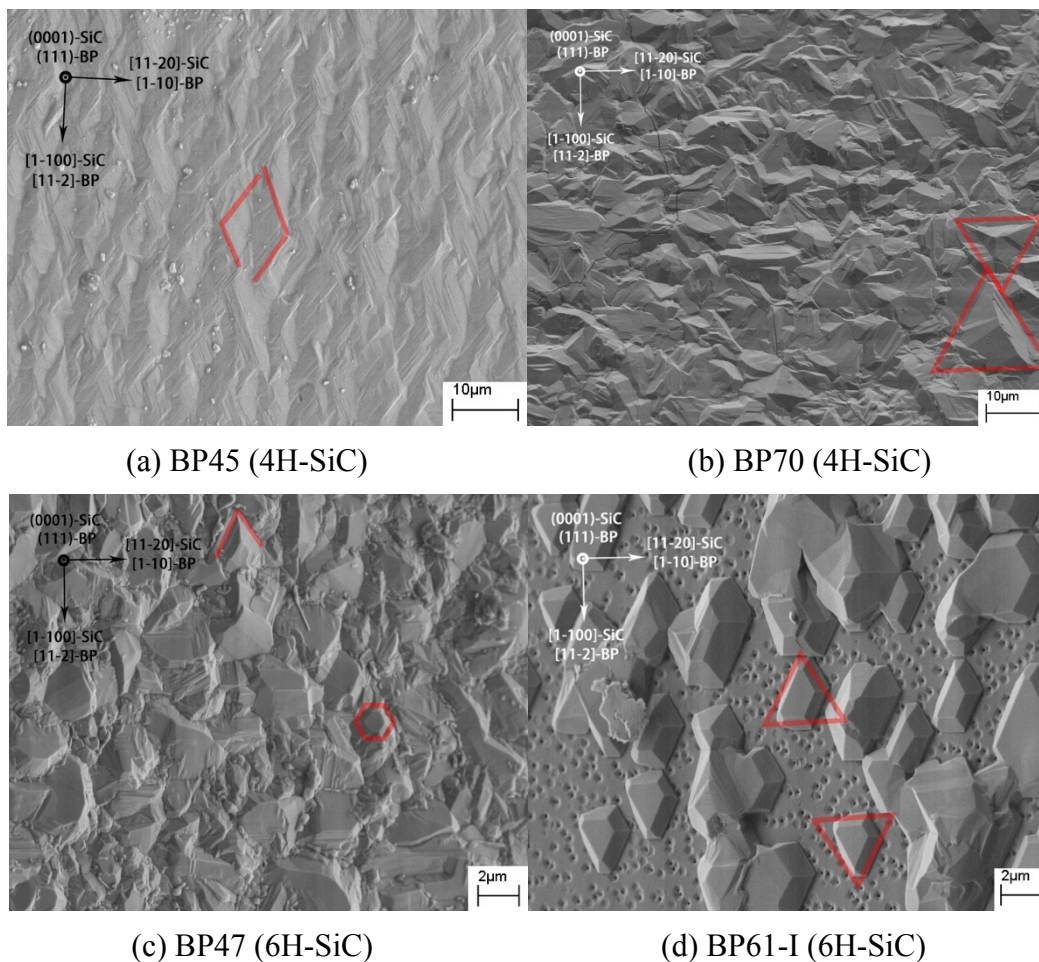 (0001)-SiC
(111)-BP
[11-20]-SiC
[1-10]-BP
[1-100]-SiC
[11-2]-BP
10μm
(0001)-SiC
(111)-BP
[11-20]-SiC
[1-10]-BP
[1-100]-SiC
[11-2]-BP
10μm
(a) BP45 (4H-SiC)
(b) BP70 (4H-SiC)
(0001)-SiC
(111)-BP
[11-20]-SiC
[1-10]-BP
[1-100]-SiC
[11-2]-BP
2μm
(0001)-SiC
(111)-BP
[11-20]-SiC
[1-10]-BP
[1-100]-SiC
[11-2]-BP
2μm
(c) BP47 (6H-SiC)
(d) BP61-I (6H-SiC)